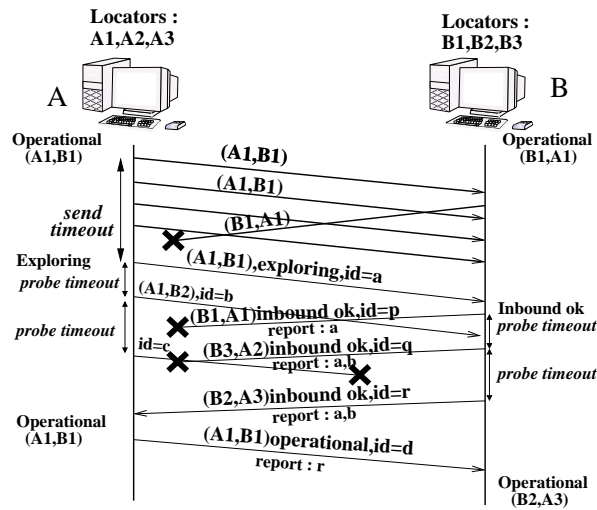 Locators :
A1,A2,A3
Locators :
B1,B2,B3
A
B
Operational
(A1,B1)
Operational
(B1,A1)
(A1,B1)
(A1,B1)
(B1,A1)
send
timeout
(A1,B1),exploring,id=a
Exploring
probe timeout
(A1,B2),id=b
(B1,A1)inbound ok,id=p
report : a
Inbound ok
probe timeout
probe timeout
id=c
(B3,A2)inbound ok,id=q
report : a,b
probe timeout
(B2,A3)inbound ok,id=r
report : a,b
Operational
(A1,B1)
(A1,B1)operational,id=d
report : r
Operational
(B2,A3)